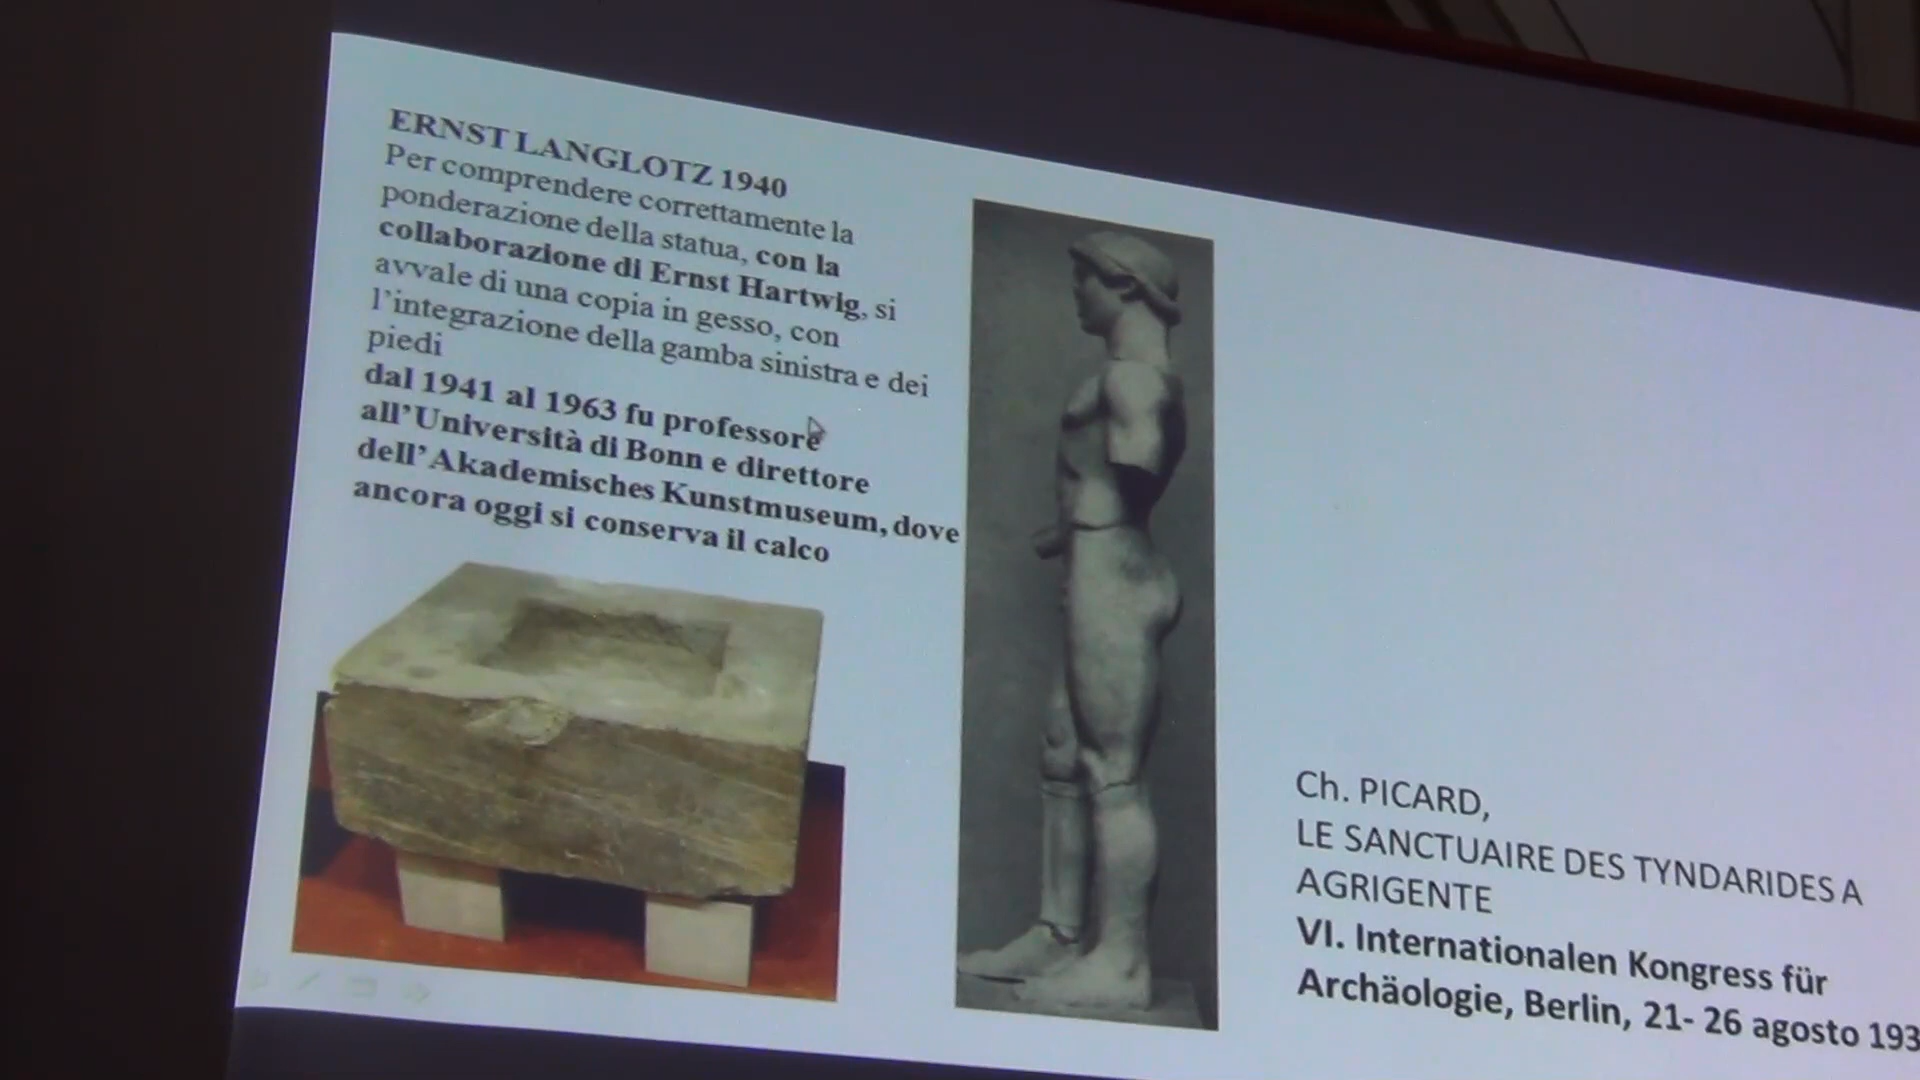 ERNST LANGLOTZ 1940
Per comprendere correttamente la
ponderazione della statua, con la
collaborazione di Ernst Hartwig, si
avvale di una copia in gesso, con
l'integrazione della gamba sinistra e dei
piedi
dal 1941 al 1963 fu professore
all'Università di Bonn e direttore
dell'Akademisches Kunstmuseum, dove
ancora oggi si conserva il calco
Ch. PICARD,
LE SANCTUAIRE DES TYNDARIDES A
AGRIGENTE
VI. Internationalen Kongress für
Archäologie, Berlin, 21- 26 agosto 193